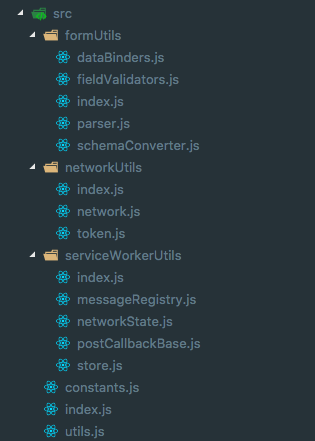 src
formUtils
dataBinders.js
fieldValidators.js
index.js
parser.js
schemaConverter.js
networkUtils
index.js
network.js
token.js
serviceWorkerUtils
index.js
messageRegistry.js
networkState.js
postCallbackBase.js
store.js
constants.js
index.js
utils.js